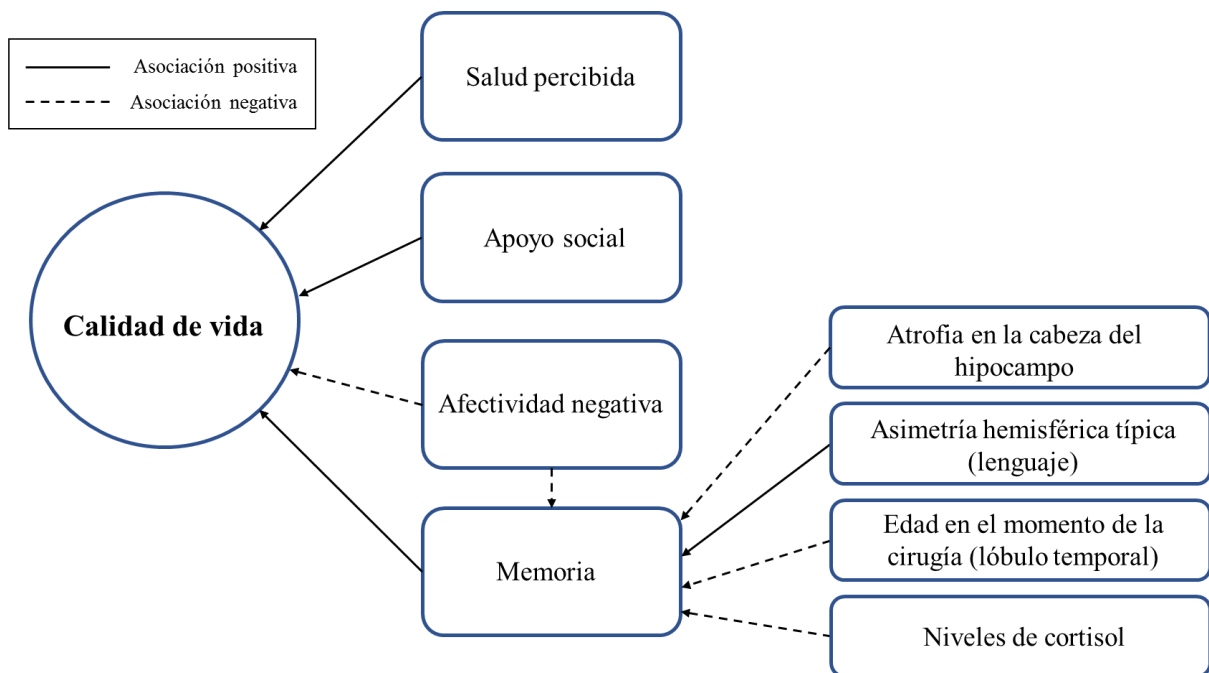 Asociación positiva
Asociación negativa
Salud percibida
Apoyo social
Calidad de vida
Afectividad negativa
Memoria
Atrofia en la cabeza del
hipocampo
Asimetría hemisférica típica
(lenguaje)
Edad en el momento de la
cirugía (lóbulo temporal)
Niveles de cortisol